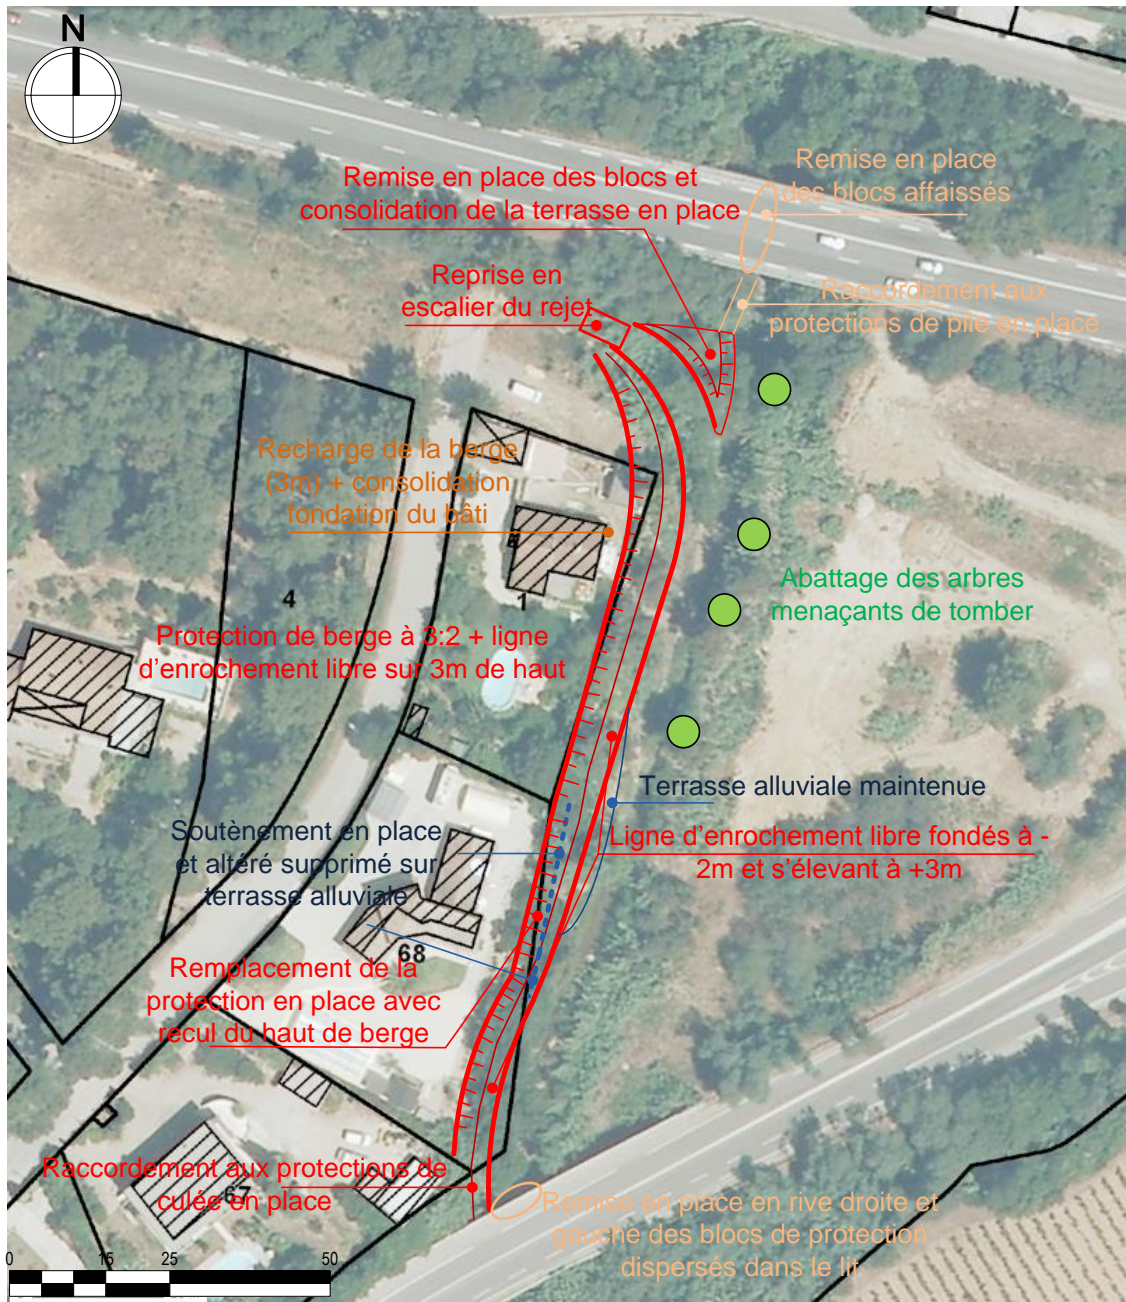 N
Remise en place
des blocs affaissés
Remise en place des blocs et
consolidation de la terrasse en place
Reprise en
escalier du rejet
Raccordement aux
protections de pile en place
Recharge de la berge
(3m) + consolidation
fondation du bâti
Abattage des arbres
menaçants de tomber
4
1
Protection de berge à 3:2 + ligne
d'enrochement libre sur 3m de haut
Terrasse alluviale maintenue
Soutènement en place
et altéré supprimé sur
terrasse alluviale
Ligne d'enrochement libre fondés à -
2m et s'élevant à +3m
68
Remplacement de la
protection en place avec
recul du haut de berge
Raccordement aux protections de
culée en place
67
Remise en place en rive droite et
gauche des blocs de protection
dispersés dans le lit
0 15 25 50